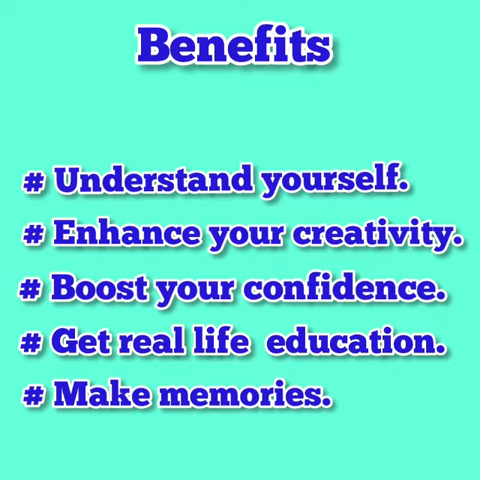 Benefits
# Understand yourself.
# Enhance your creativity.
# Boost your confidence.
# Get real life education.
# Make memories.